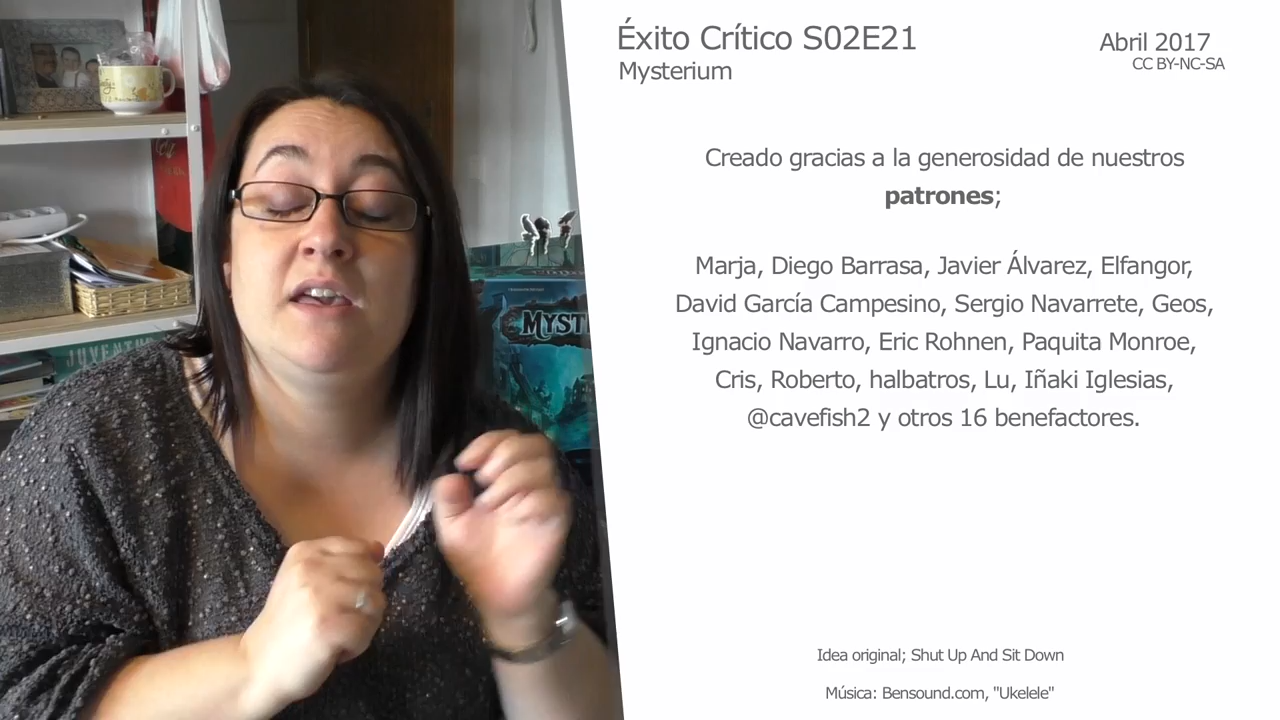 Éxito Crítico S02E21
Mysterium
Abril 2017
CC BY-NC-SA
Creado gracias a la generosidad de nuestros
patrones;
Marja, Diego Barrasa, Javier Álvarez, Elfangor,
David García Campesino, Sergio Navarrete, Geos,
Ignacio Navarro, Eric Rohnen, Paquita Monroe,
Cris, Roberto, halbatros, Lu, Iñaki Iglesias,
@cavefish2 y otros 16 benefactores.
Idea original; Shut Up And Sit Down
Música: Bensound.com, "Ukelele"
JUVENTU
MYST